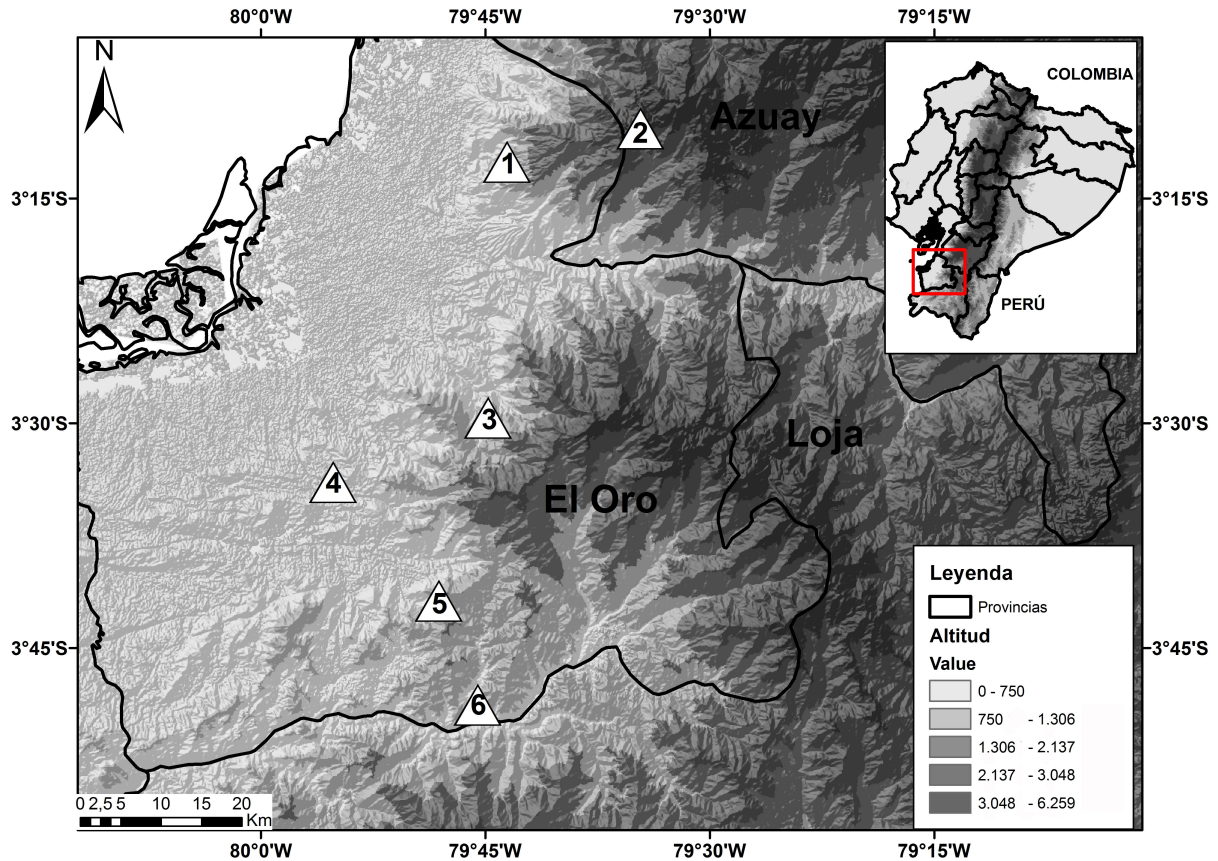 80°0'W 79°45'W 79°30'W 79°15'W
N
COLOMBIA
PERÚ
Azuay
2
1
3°15'S 3°15'S
3
3°30'S 3°30'S
Loja
4
El Oro
5
3°45'S 3°45'S
6
Leyenda
Provincias
Altitud
Value
0 - 750
750 - 1.306
1.306 - 2.137
2.137 - 3.048
3.048 - 6.259
0 2,5 5 10 15 20
Km
80°0'W 79°45'W 79°30'W 79°15'W